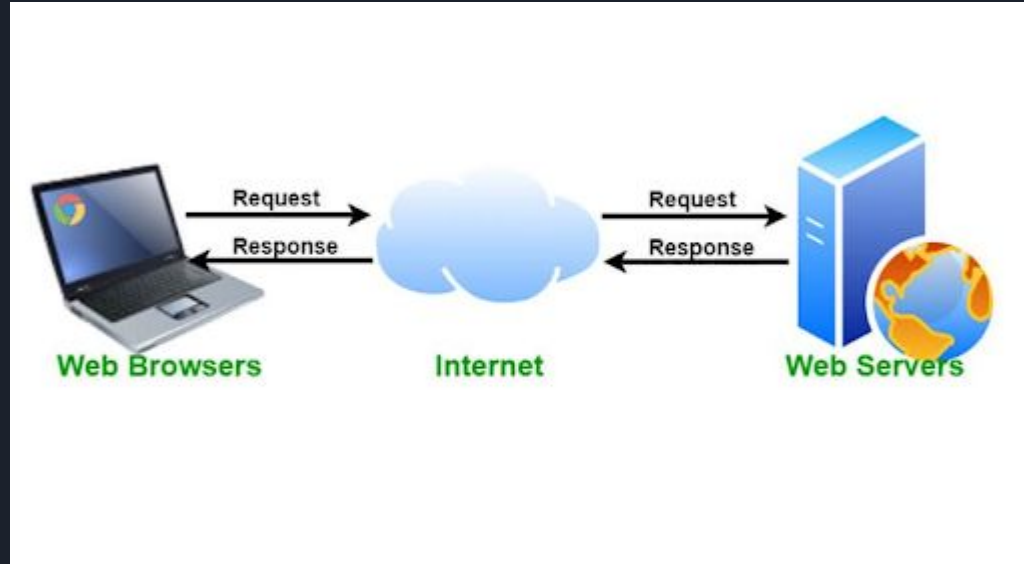 Request
Request
Response
Response
Web Browsers
Internet
Web Servers